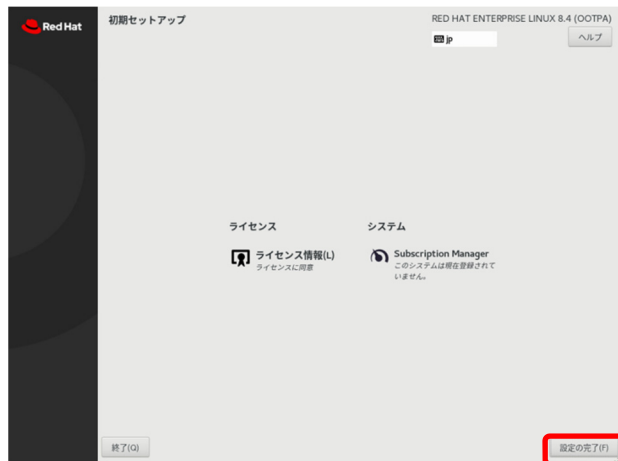 Red Hat
初期セットアップ
RED HAT ENTERPRISE LINUX 8.4 (OOTPA)
jp
ヘルプ
ライセンス
システム
ライセンス情報(L)
ライセンスに同意
Subscription Manager
このシステムは現在登録されて
いません。
終了(Q)
設定の完了(F)